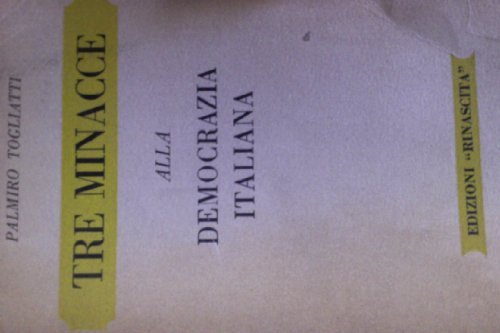 PALMIRO TOGLIATTI
TRE MINACCE
ALLA
DEMOCRAZIA
ITALIANA
EDIZIONI "RINASCITA"